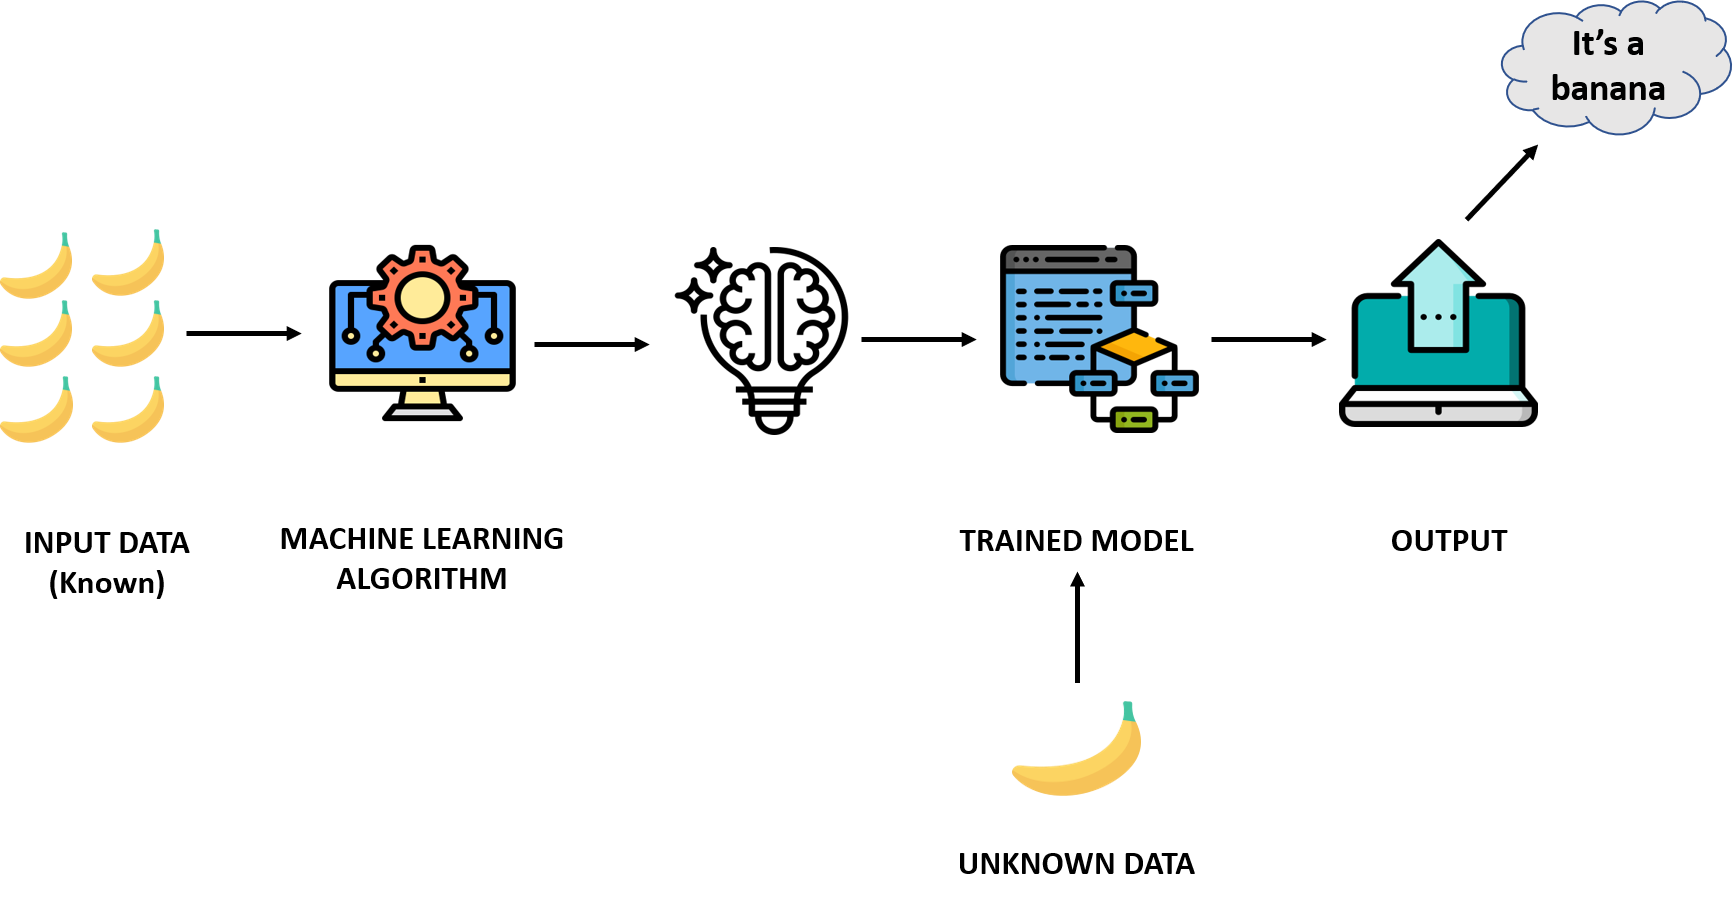 It’s a
banana
INPUT DATA
(Known)
MACHINE LEARNING
ALGORITHM
TRAINED MODEL
OUTPUT
UNKNOWN DATA